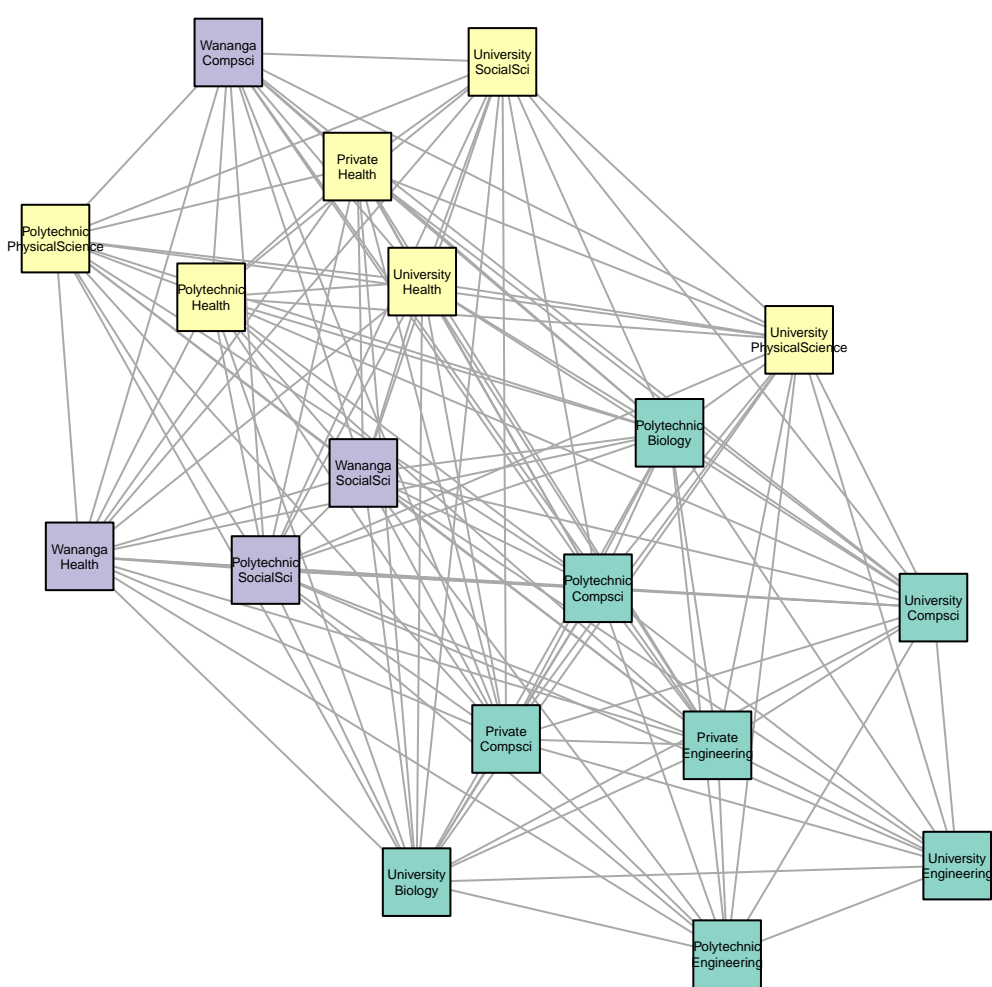 Wananga
Compsci
University
SocialSci
Private
Health
Polytechnic
PhysicalScience
University
Health
Polytechnic
Health
University
PhysicalScience
Polytechnic
Biology
Wananga
SocialSci
Wananga
Health
Polytechnic
SocialSci
Polytechnic
Compsci
University
Compsci
Private
Compsci
Private
Engineering
University
Biology
University
Engineering
Polytechnic
Engineering